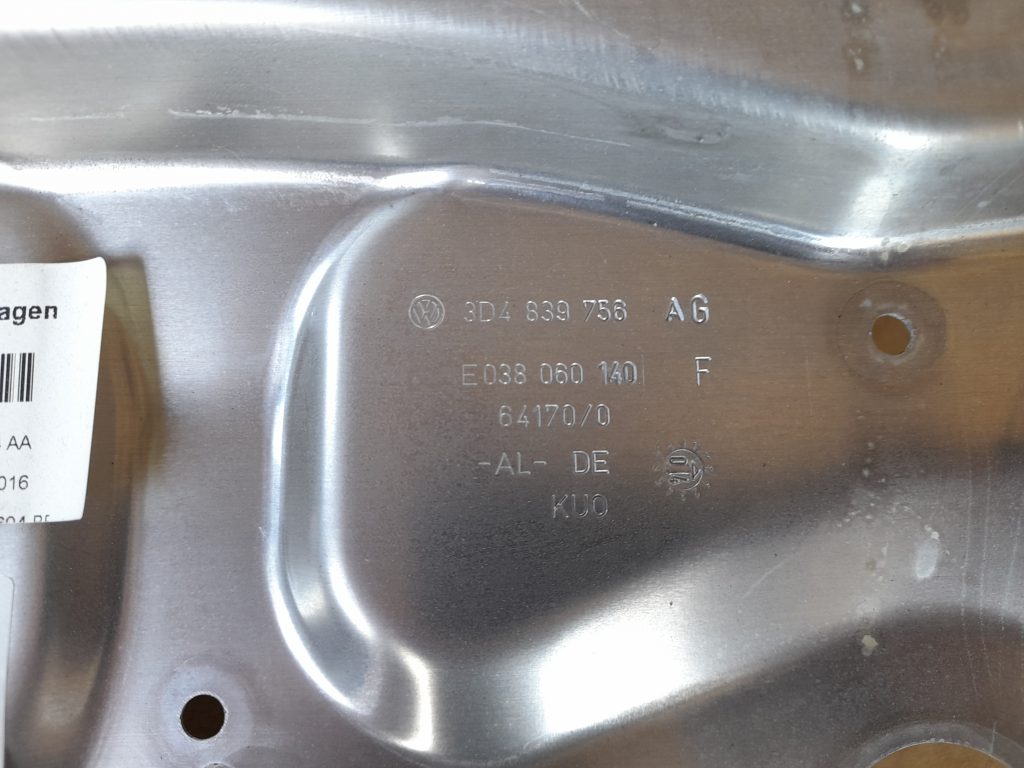 agen
AA
016
3D4 839 756 AG
E038 060 140 F
64170/0
-AL- DE
KUO